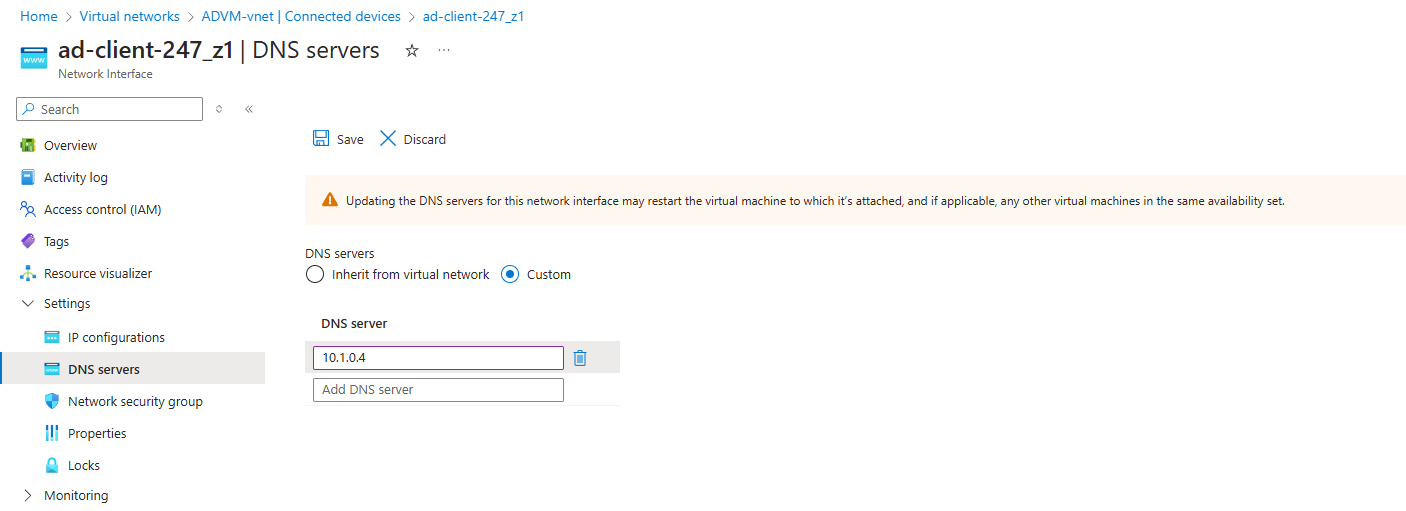 Home > Virtual networks > ADVM-vnet | Connected devices > ad-client-247_z1
ad-client-247_z1 | DNS servers
Network Interface
Search
Overview
Activity log
Access control (IAM)
Tags
Resource visualizer
Settings
IP configurations
DNS servers
Network security group
Properties
Locks
Monitoring
Save Discard
Updating the DNS servers for this network interface may restart the virtual machine to which it's attached, and if applicable, any other virtual machines in the same availability set.
DNS servers
Inherit from virtual network Custom
DNS server
10.1.0.4
Add DNS server